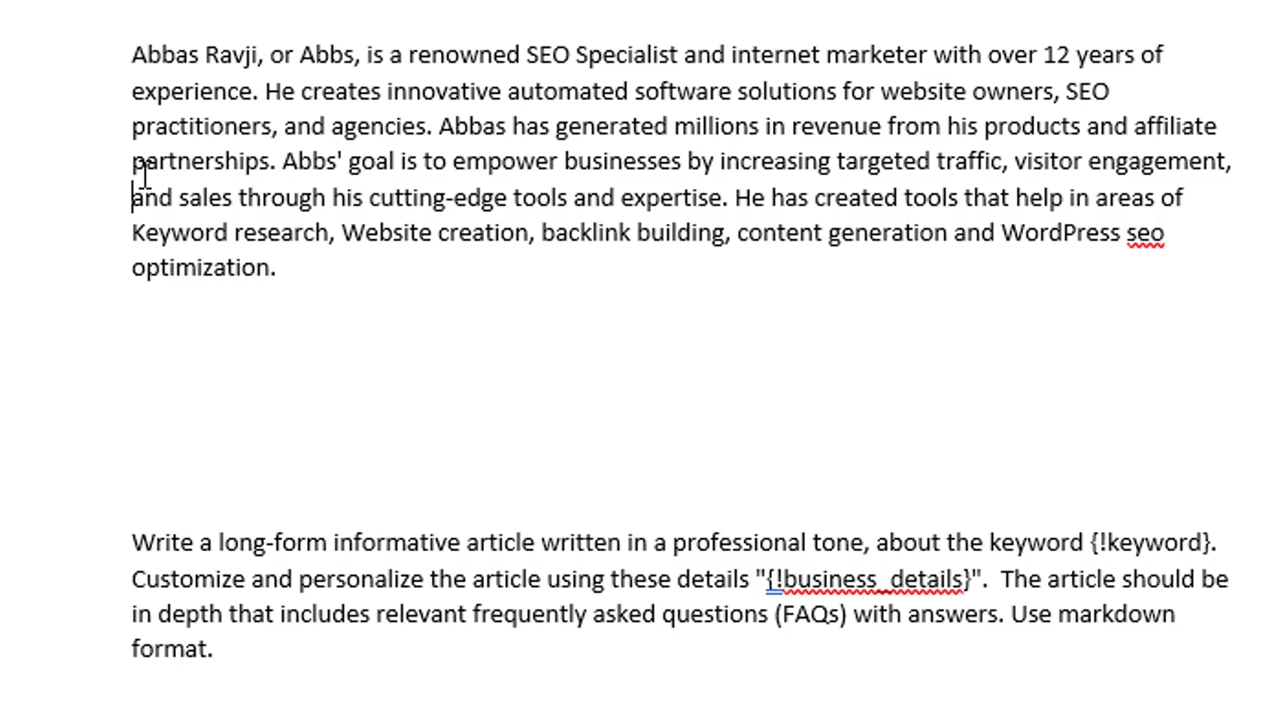 Abbas Ravji, or Abbs, is a renowned SEO Specialist and internet marketer with over 12 years of
experience. He creates innovative automated software solutions for website owners, SEO
practitioners, and agencies. Abbas has generated millions in revenue from his products and affiliate
partnerships. Abbs' goal is to empower businesses by increasing targeted traffic, visitor engagement,
and sales through his cutting-edge tools and expertise. He has created tools that help in areas of
Keyword research, Website creation, backlink building, content generation and WordPress seo
optimization.
Write a long-form informative article written in a professional tone, about the keyword {!keyword}.
Customize and personalize the article using these details "{!business_details}".  The article should be
in depth that includes relevant frequently asked questions (FAQs) with answers. Use markdown
format.